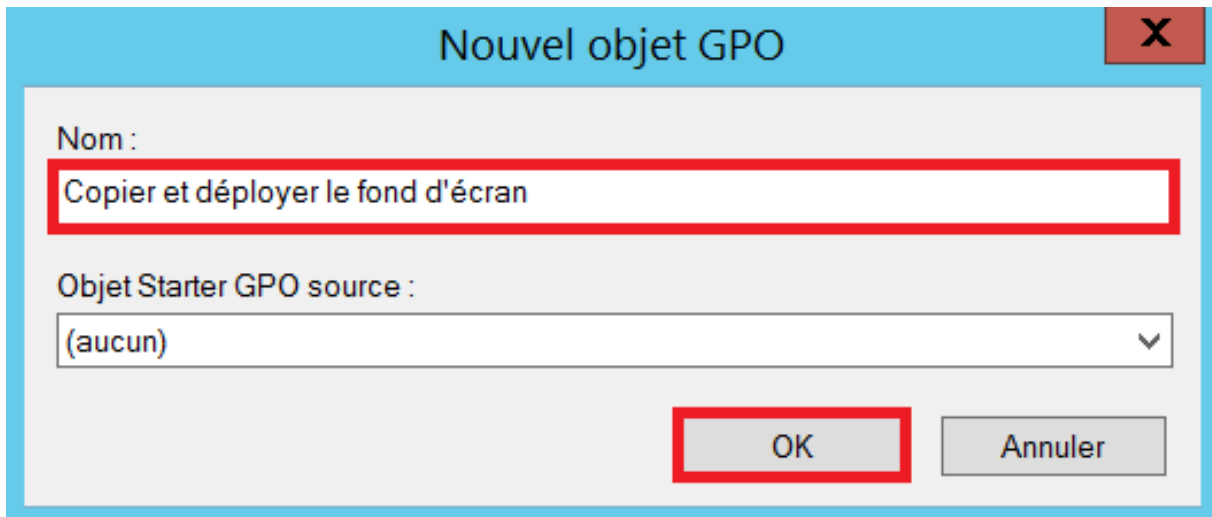 Nouvel objet GPO
X
Nom :
Copier et déployer le fond d'écran
Objet Starter GPO source :
(aucun)
OK Annuler